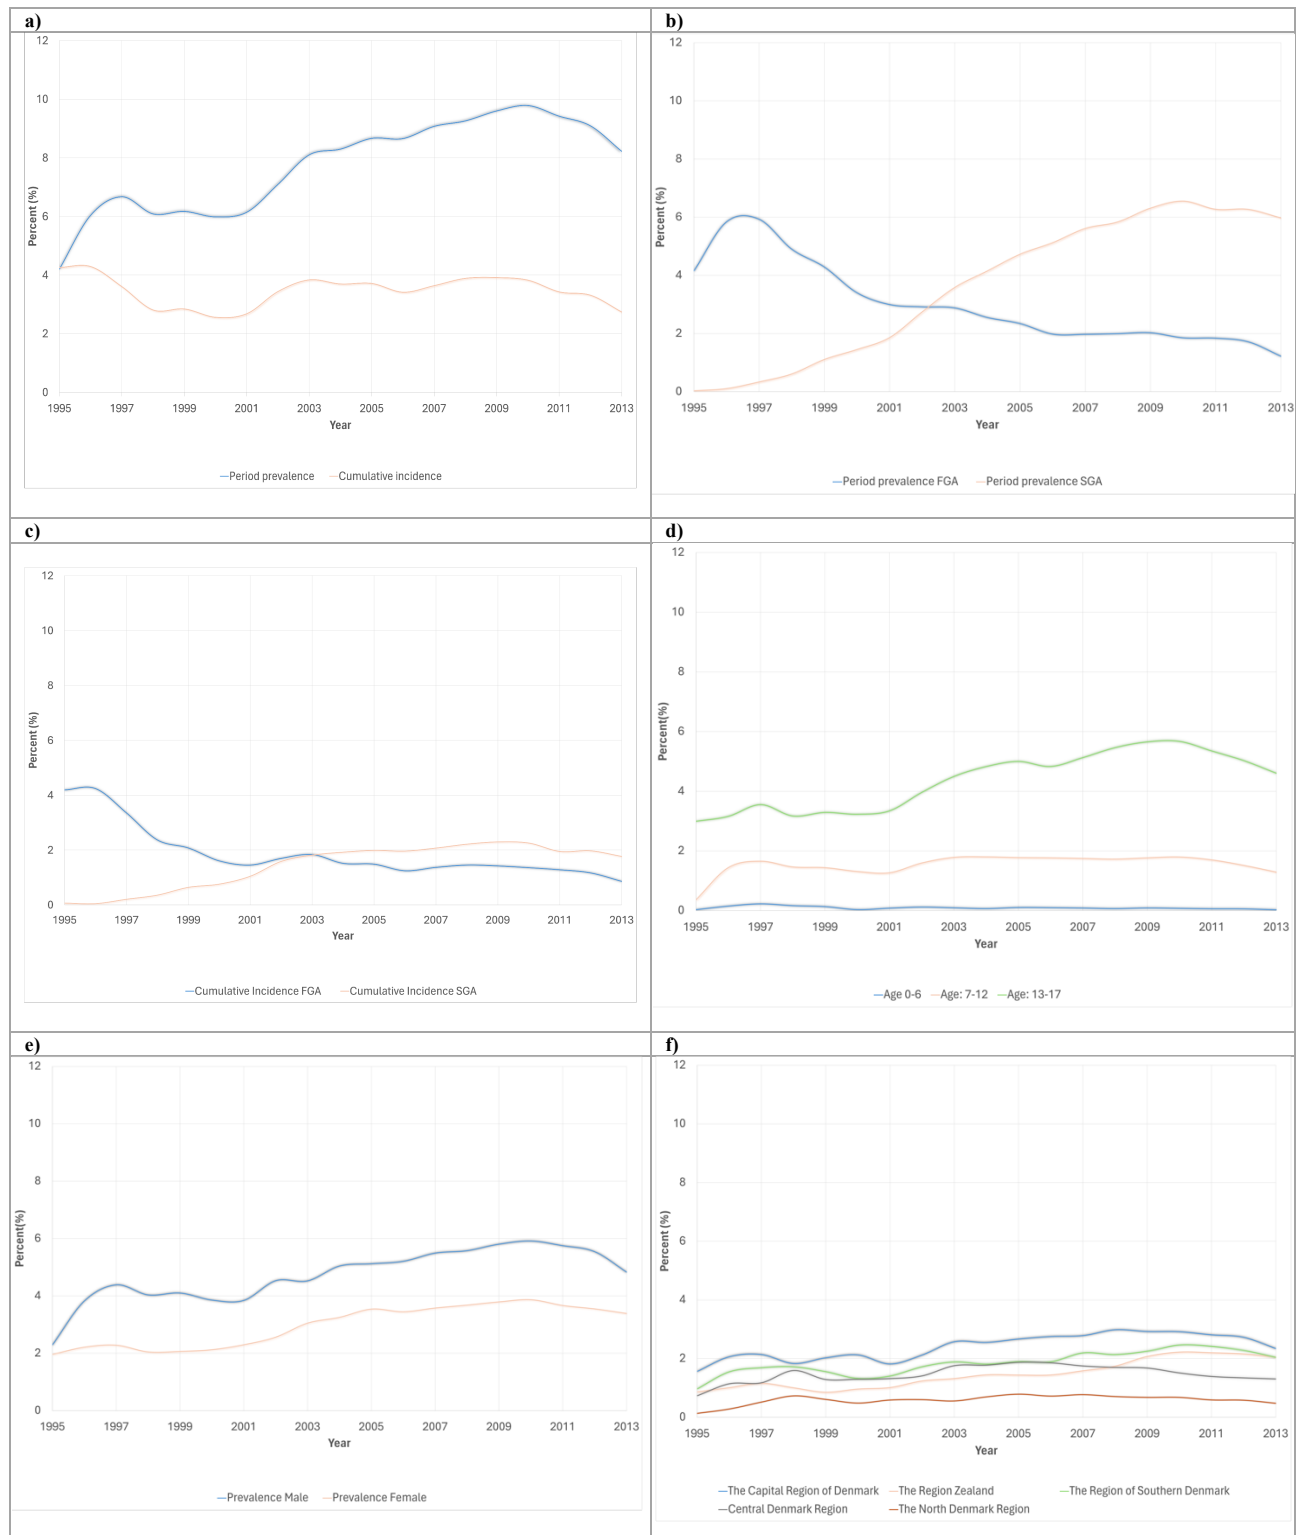 a)
b)
12
10
8
6
4
2
0
Percent (%)
1995 1997 1999 2001 2003 2005 2007 2009 2011 2013
Year
Period prevalence Cumulative incidence
12
10
8
6
4
2
0
Percent (%)
1995 1997 1999 2001 2003 2005 2007 2009 2011 2013
Year
Period prevalence FGA Period prevalence SGA
c)
d)
12
10
8
6
4
2
0
Percent (%)
1995 1997 1999 2001 2003 2005 2007 2009 2011 2013
Year
Cumulative Incidence FGA Cumulative Incidence SGA
12
10
8
6
4
2
0
Percent(%)
1995 1997 1999 2001 2003 2005 2007 2009 2011 2013
Year
Age 0-6 Age: 7-12 Age: 13-17
e)
f)
12
10
8
6
4
2
0
Percent(%)
1995 1997 1999 2001 2003 2005 2007 2009 2011 2013
Year
Prevalence Male Prevalence Female
12
10
8
6
4
2
0
Percent (%)
1995 1997 1999 2001 2003 2005 2007 2009 2011 2013
Year
The Capital Region of Denmark The Region Zealand The Region of Southern Denmark
Central Denmark Region The North Denmark Region